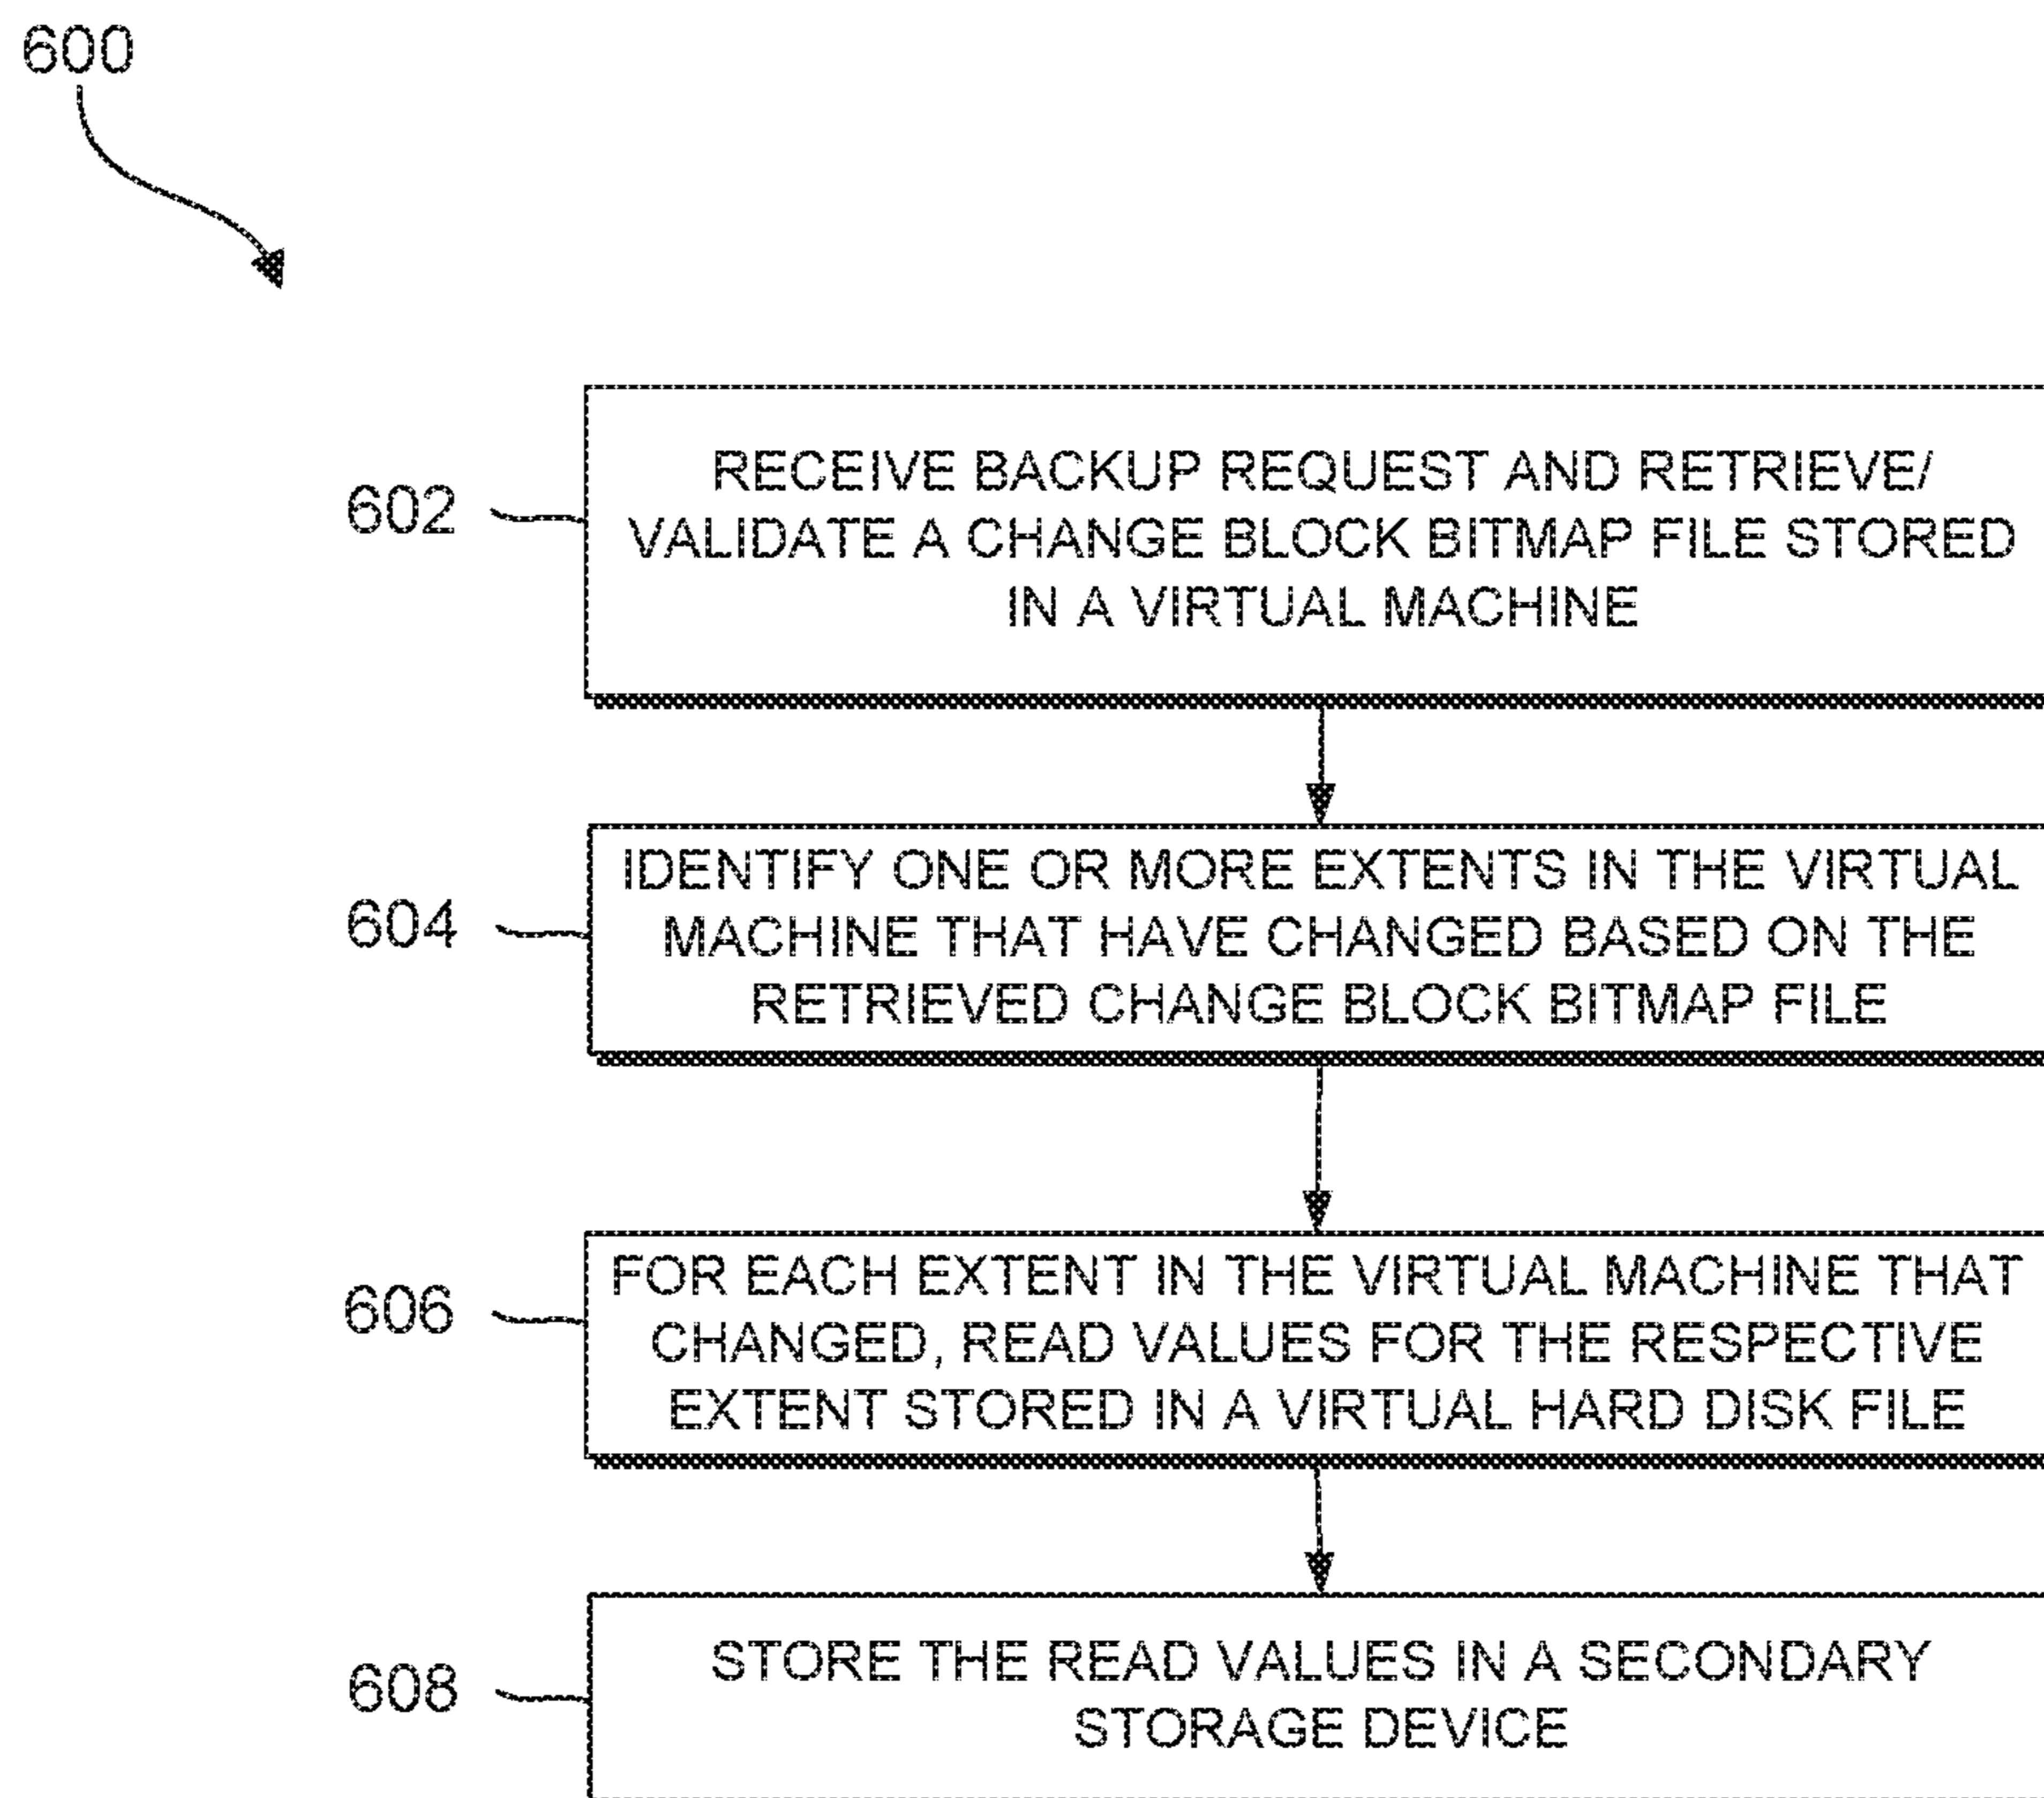 600
602
RECEIVE BACKUP REQUEST AND RETRIEVE/
VALIDATE A CHANGE BLOCK BITMAP FILE STORED
IN A VIRTUAL MACHINE
604
IDENTIFY ONE OR MORE EXTENTS IN THE VIRTUAL
MACHINE THAT HAVE CHANGED BASED ON THE
RETRIEVED CHANGE BLOCK BITMAP FILE
606
FOR EACH EXTENT IN THE VIRTUAL MACHINE THAT
CHANGED, READ VALUES FOR THE RESPECTIVE
EXTENT STORED IN A VIRTUAL HARD DISK FILE
608
STORE THE READ VALUES IN A SECONDARY
STORAGE DEVICE